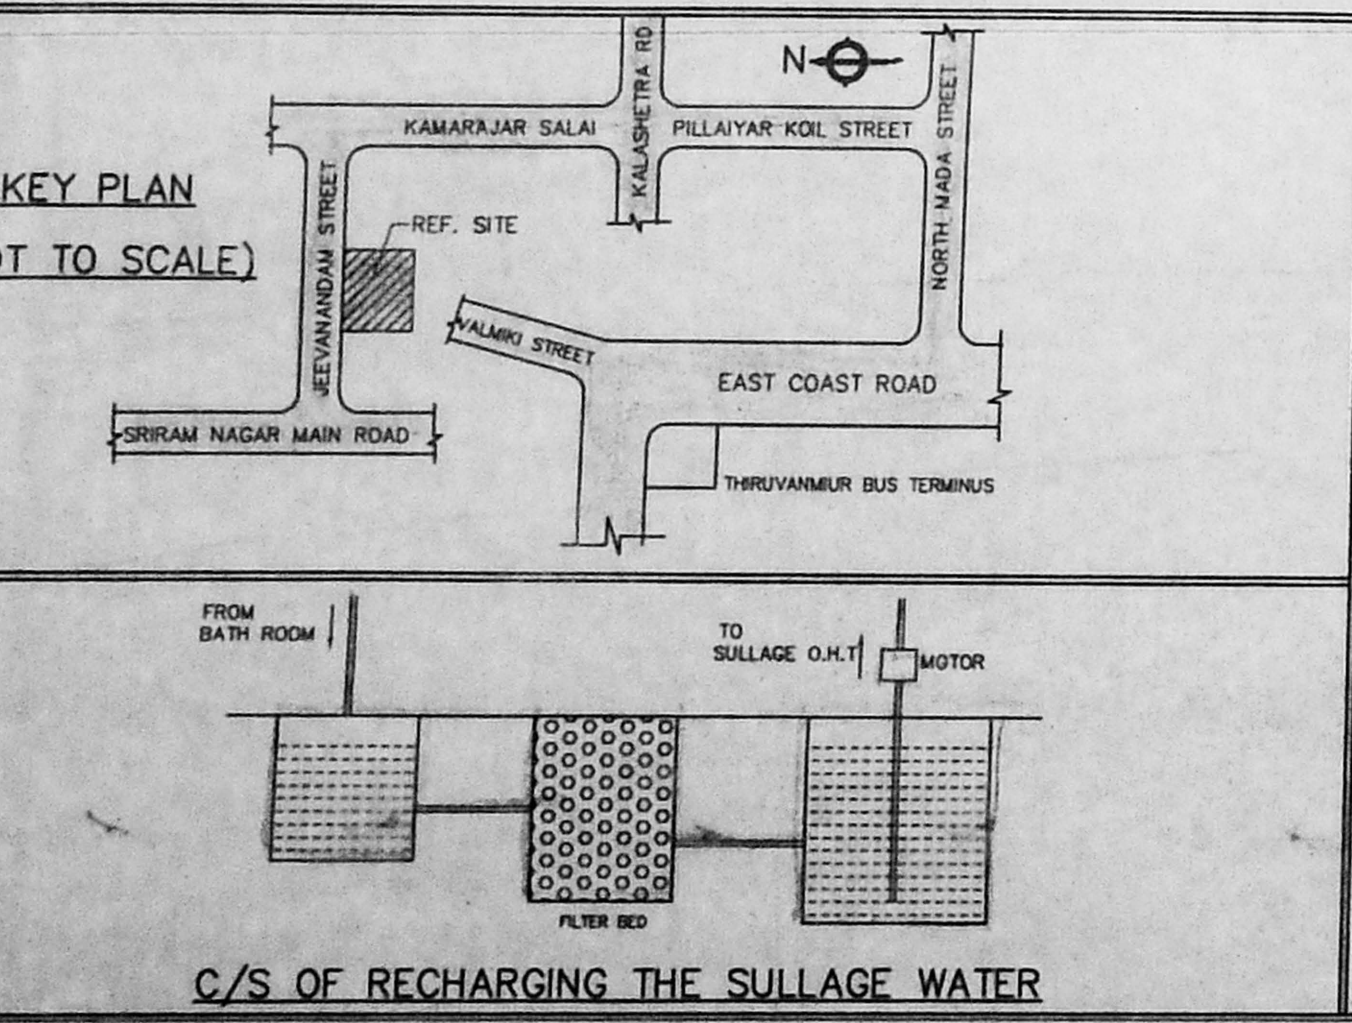 KEY PLAN
OT TO SCALE)
N
KALASHETRA RD
KAMARAJAR SALAI
PILLAIYAR KOIL STREET
NORTH MADA STREET
JEEVANANDAM STREET
REF. SITE
VALMIKI STREET
EAST COAST ROAD
SRIRAM NAGAR MAIN ROAD
THIRUVANMIUR BUS TERMINUS
FROM
BATH ROOM
TO
SULLAGE O.H.T
MOTOR
FILTER BED
C/S OF RECHARGING THE SULLAGE WATER